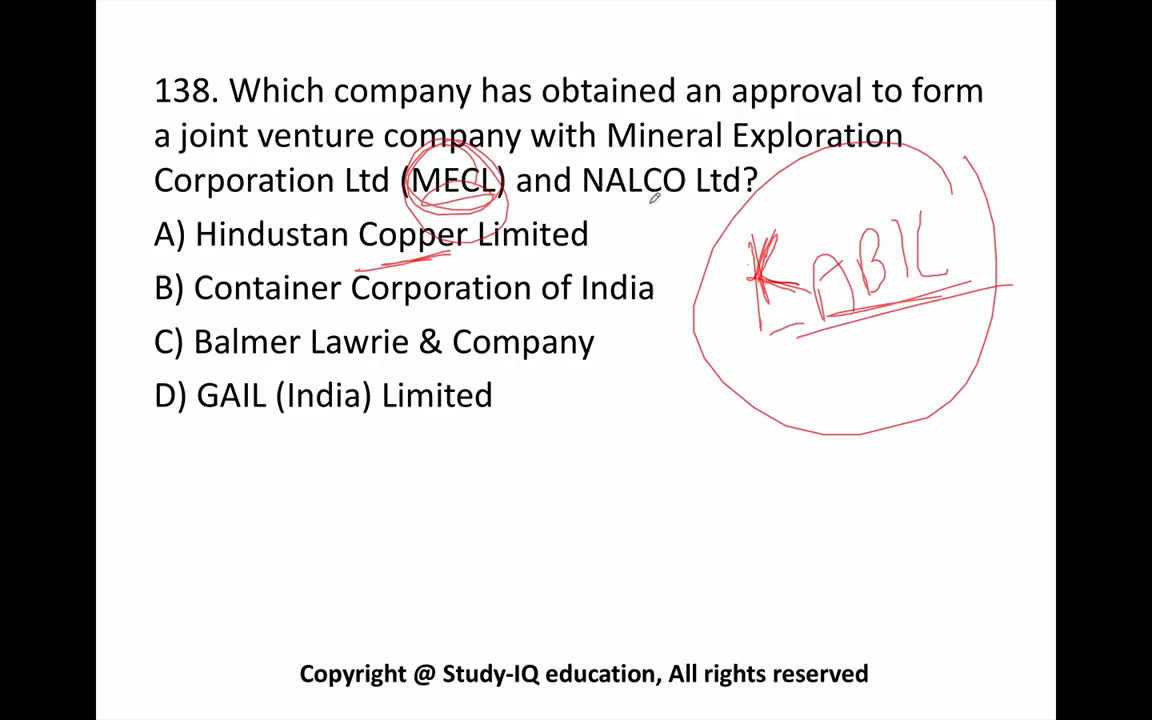 138. Which company has obtained an approval to form
a joint venture company with Mineral Exploration
Corporation Ltd (MECL) and NALCO Ltd?
A) Hindustan Copper Limited
KABIL
B) Container Corporation of India
C) Balmer Lawrie & Company
D) GAIL (India) Limited
Copyright @ Study-IQ education, All rights reserved